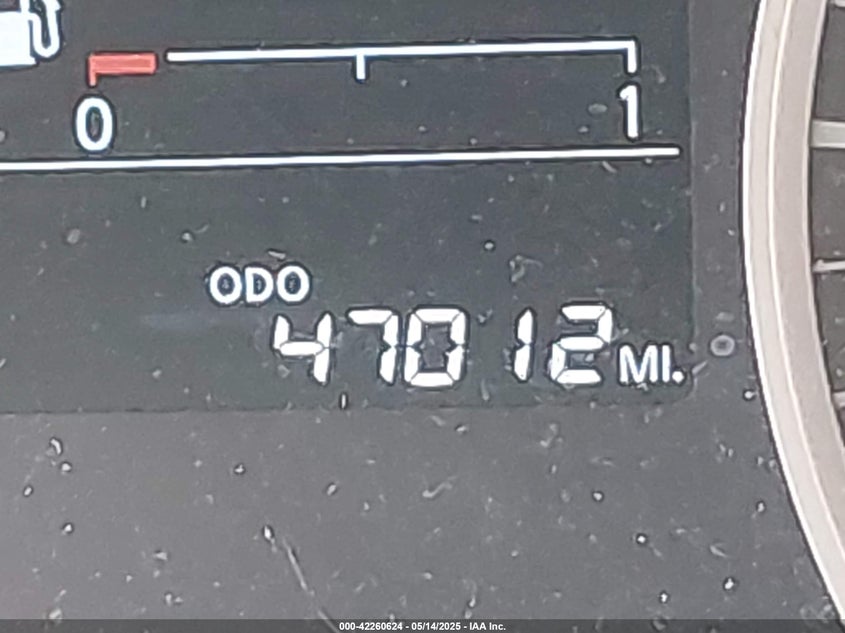 0 1
ODO
47012 MI.
000-42260624 - 05/14/2025 - IAA Inc.